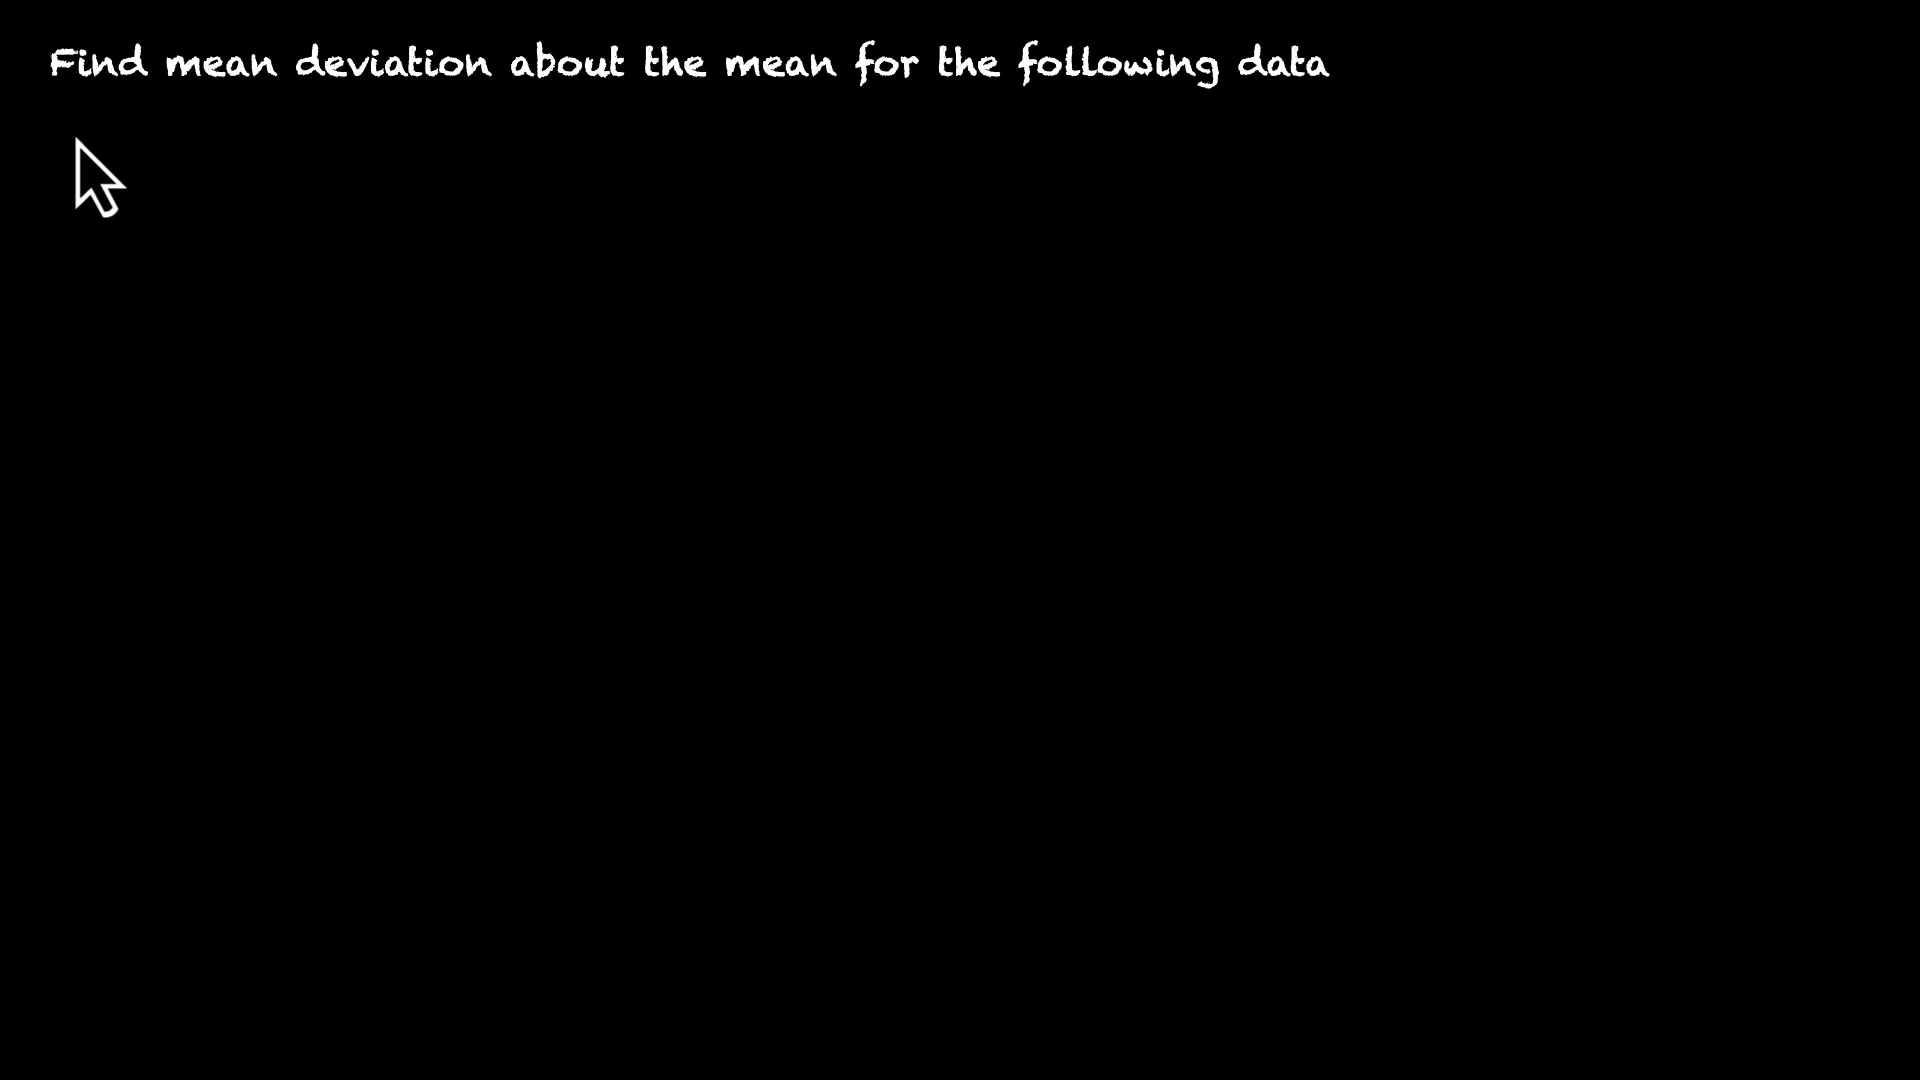 Find mean deviation about the mean for the following data